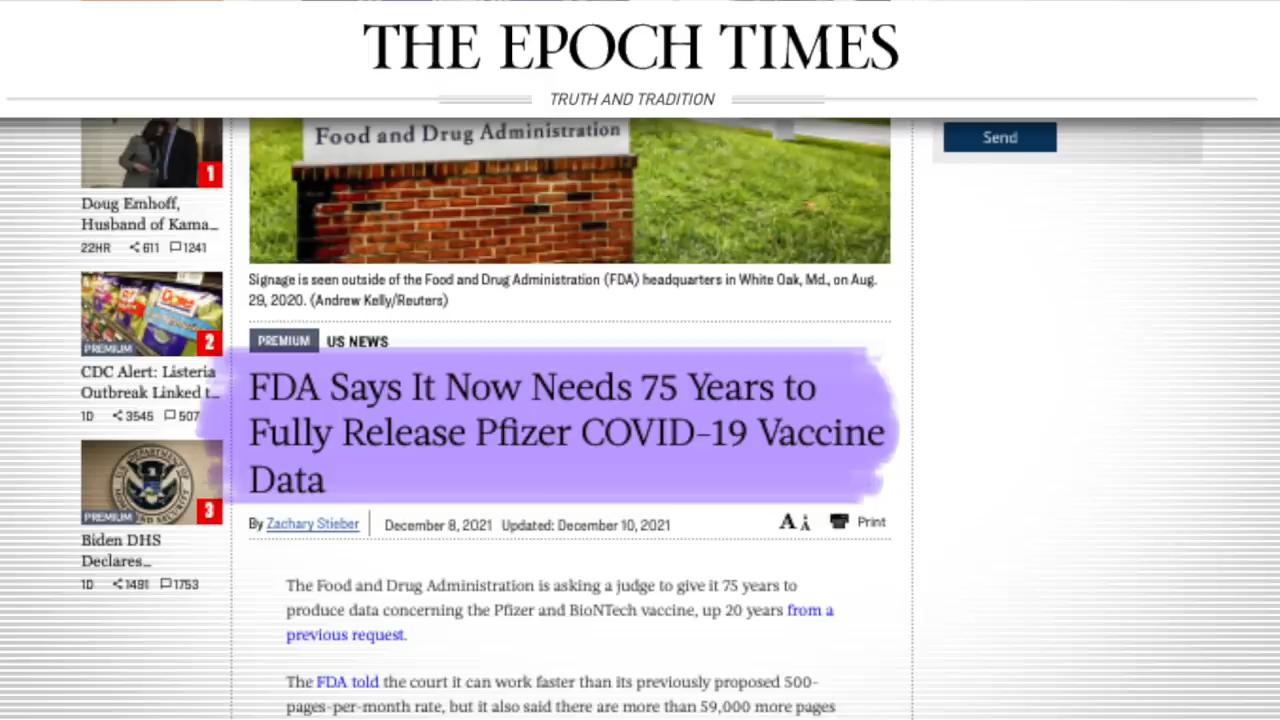 THE EPOCH TIMES
TRUTH AND TRADITION
Food and Drug Administration
Send
1
Doug Emhoff,
Husband of Kama...
22HR 611 1241
PREMIUM 2
CDC Alert: Listeria
Outbreak Linked t...
1D 3545 507
PREMIUM 3
Biden DHS
Declares...
1D 1491 1753
Signage is seen outside of the Food and Drug Administration (FDA) headquarters in White Oak, Md., on Aug.
29, 2020. (Andrew Kelly/Reuters)
PREMIUM US NEWS
FDA Says It Now Needs 75 Years to
Fully Release Pfizer COVID-19 Vaccine
Data
By Zachary Stieber December 8, 2021 Updated: December 10, 2021 A Print
The Food and Drug Administration is asking a judge to give it 75 years to
produce data concerning the Pfizer and BioNTech vaccine, up 20 years from a
previous request.
The FDA told the court it can work faster than its previously proposed 500-
pages-per-month rate, but it also said there are more than 59,000 more pages